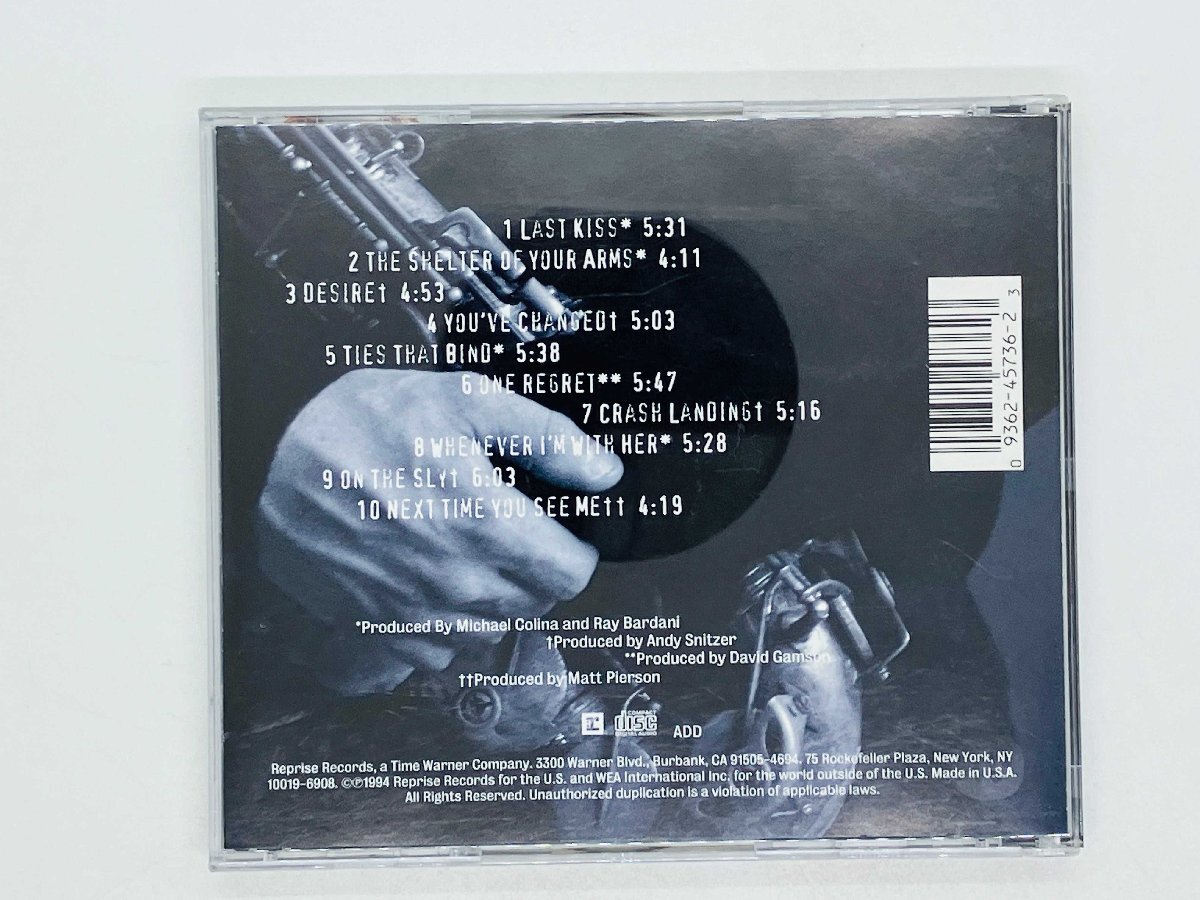 1 LAST KISS* 5:31
2 THE SHELTER OF YOUR ARMS* 4:11
3 DESIRE† 4:53
4 YOU'VE CHANGED† 5:03
5 TIES THAT BIND* 5:38
6 ONE REGRET** 5:47
7 CRASH LANDING† 5:16
8 WHENEVER I'M WITH HER* 5:28
9 ON THE SLY† 6:03
10 NEXT TIME YOU SEE ME†† 4:19
0 9362-45736-2 3
*Produced By Michael Colina and Ray Bardani
†Produced by Andy Snitzer
**Produced by David Gamson
††Produced by Matt Pierson
r
COMPACT
disc
DIGITAL AUDIO
ADD
Reprise Records, a Time Warner Company. 3300 Warner Blvd., Burbank, CA 91505-4694. 75 Rockefeller Plaza, New York, NY
10019-6908. ©℗1994 Reprise Records for the U.S. and WEA International Inc. for the world outside of the U.S. Made in U.S.A.
All Rights Reserved. Unauthorized duplication is a violation of applicable laws.